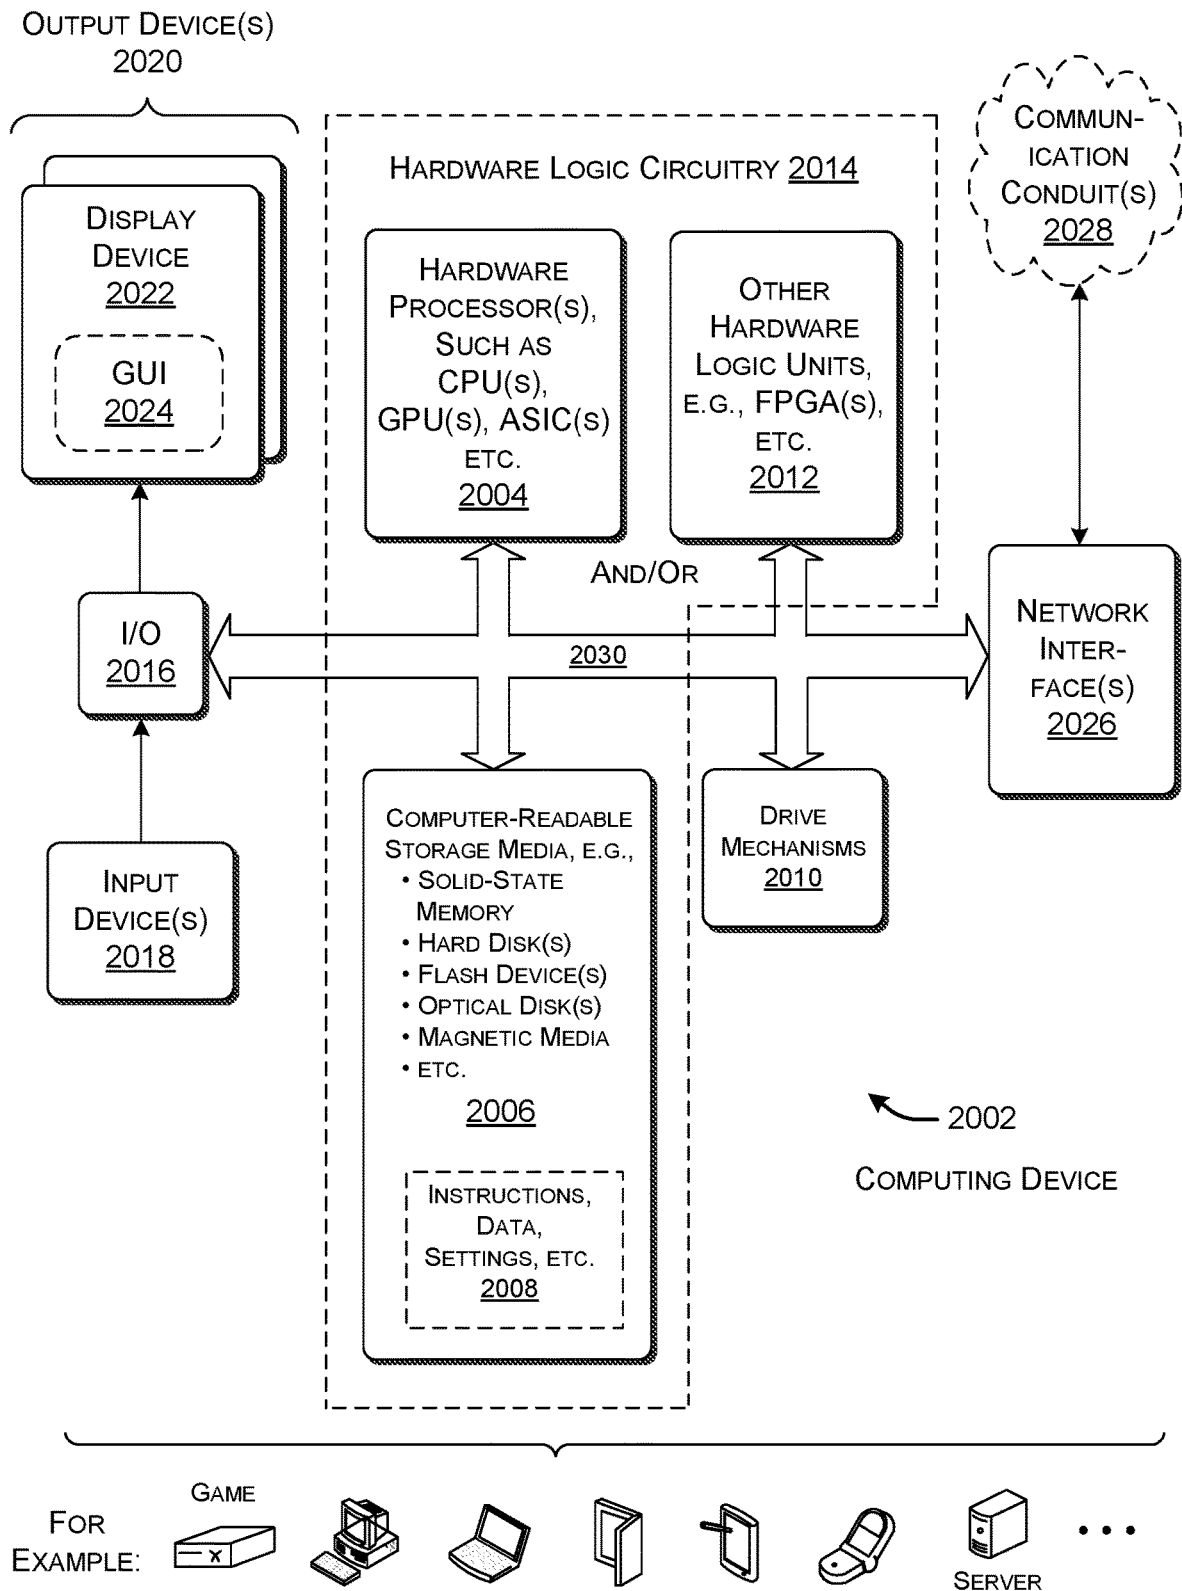 OUTPUT DEVICE(S)
2020
DISPLAY
DEVICE
2022
GUI
2024
I/O
2016
INPUT
DEVICE(S)
2018
HARDWARE LOGIC CIRCUITRY 2014
HARDWARE
PROCESSOR(S),
SUCH AS
CPU(S),
GPU(S), ASIC(S)
ETC.
2004
OTHER
HARDWARE
LOGIC UNITS,
E.G., FPGA(S),
ETC.
2012
AND/OR
2030
COMPUTER-READABLE
STORAGE MEDIA, E.G.,
• SOLID-STATE
MEMORY
• HARD DISK(S)
• FLASH DEVICE(S)
• OPTICAL DISK(S)
• MAGNETIC MEDIA
• ETC.
2006
INSTRUCTIONS,
DATA,
SETTINGS, ETC.
2008
DRIVE
MECHANISMS
2010
COMMUN-
ICATION
CONDUIT(S)
2028
NETWORK
INTER-
FACE(S)
2026
2002
COMPUTING DEVICE
FOR
EXAMPLE:
GAME
SERVER
• • •